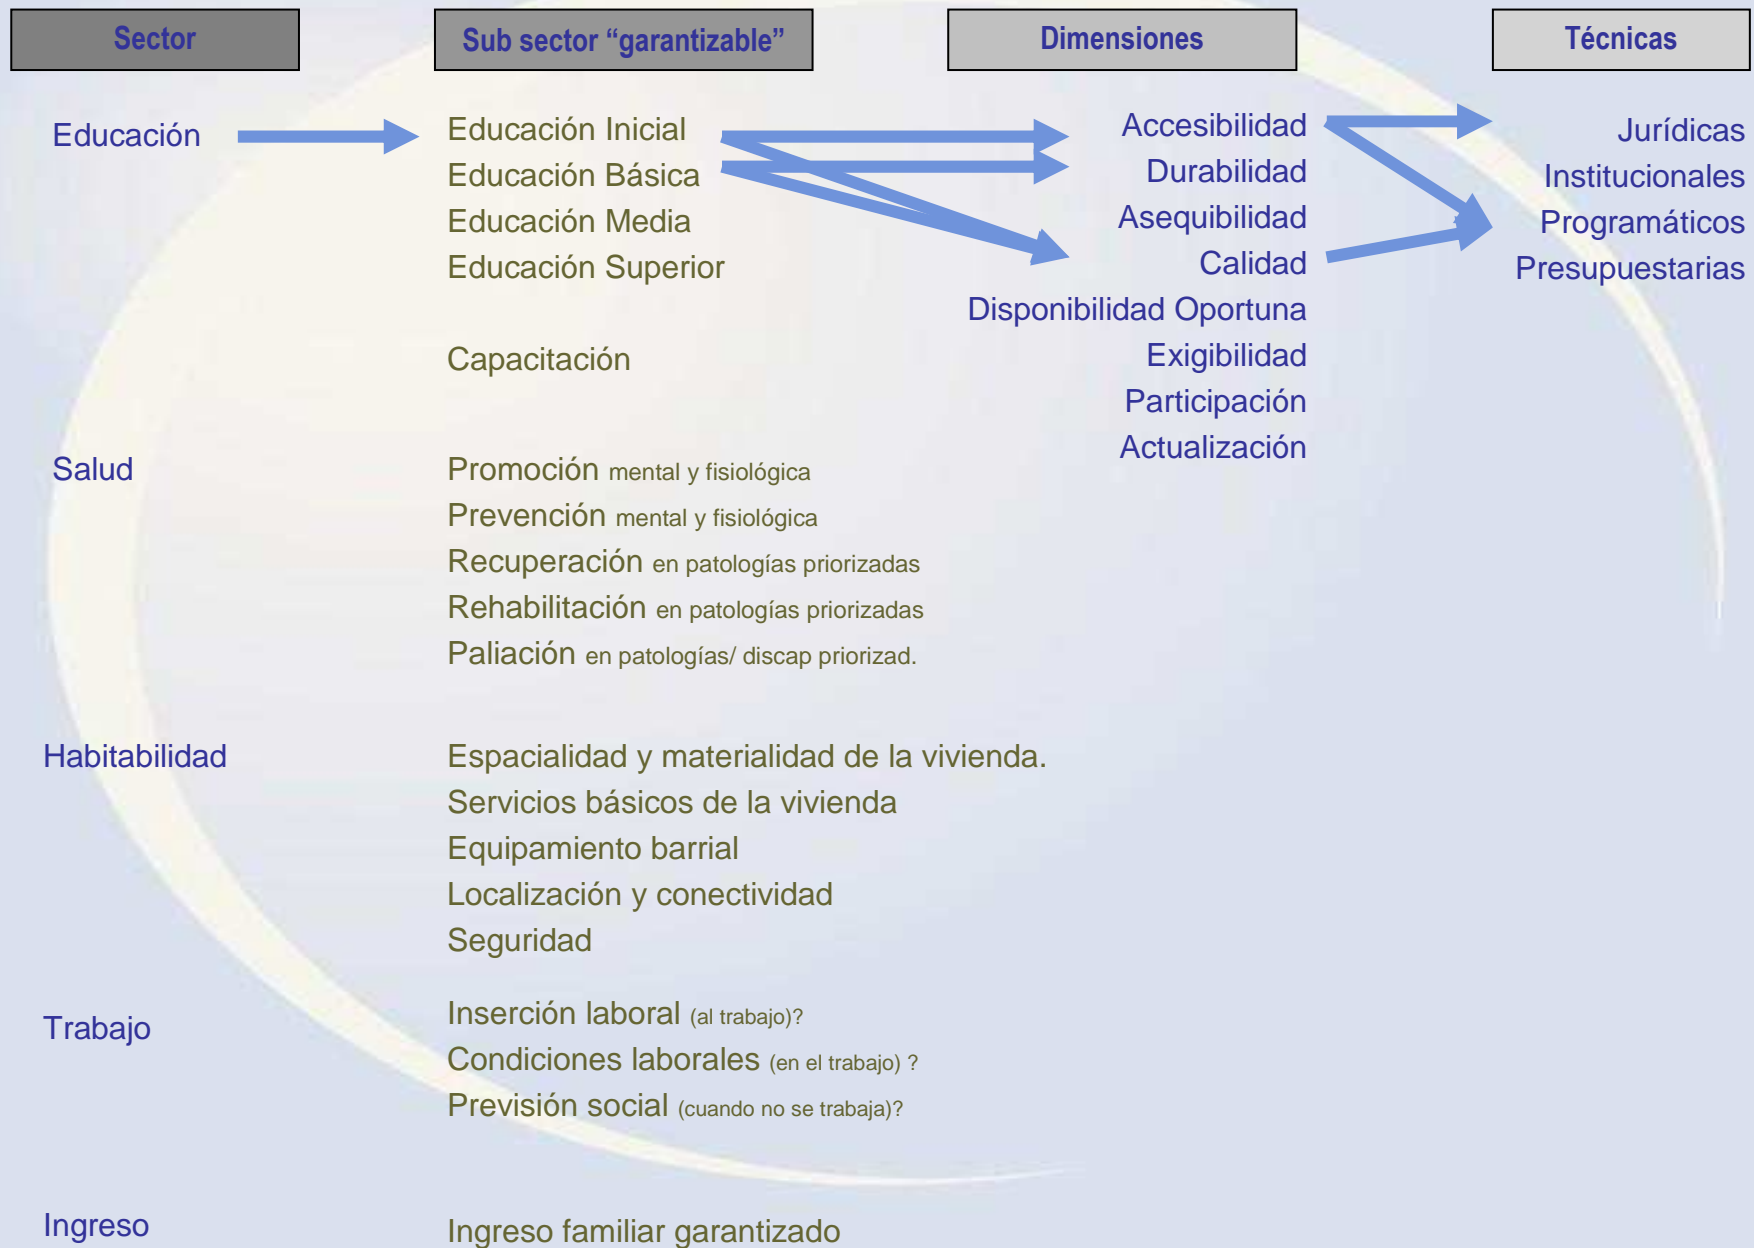 Sector
Sub sector “garantizable”
Dimensiones
Técnicas
Educación
Educación Inicial
Educación Básica
Educación Media
Educación Superior
Capacitación
Accesibilidad
Durabilidad
Asequibilidad
Calidad
Disponibilidad Oportuna
Exigibilidad
Participación
Actualización
Jurídicas
Institucionales
Programáticos
Presupuestarias
Salud
Promoción mental y fisiológica
Prevención mental y fisiológica
Recuperación en patologías priorizadas
Rehabilitación en patologías priorizadas
Paliación en patologías/ discap priorizad.
Habitabilidad
Espacialidad y materialidad de la vivienda.
Servicios básicos de la vivienda
Equipamiento barrial
Localización y conectividad
Seguridad
Trabajo
Inserción laboral (al trabajo)?
Condiciones laborales (en el trabajo) ?
Previsión social (cuando no se trabaja)?
Ingreso
Ingreso familiar garantizado